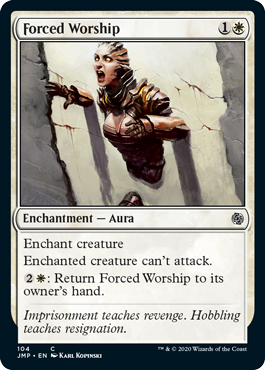 Forced Worship 1
Enchantment — Aura
Enchant creature
Enchanted creature can't attack.
2: Return Forced Worship to its
owner's hand.
Imprisonment teaches revenge. Hobbling
teaches resignation.
104 C
JMP • EN KARL KOPINSKI ™ & © 2020 Wizards of the Coast